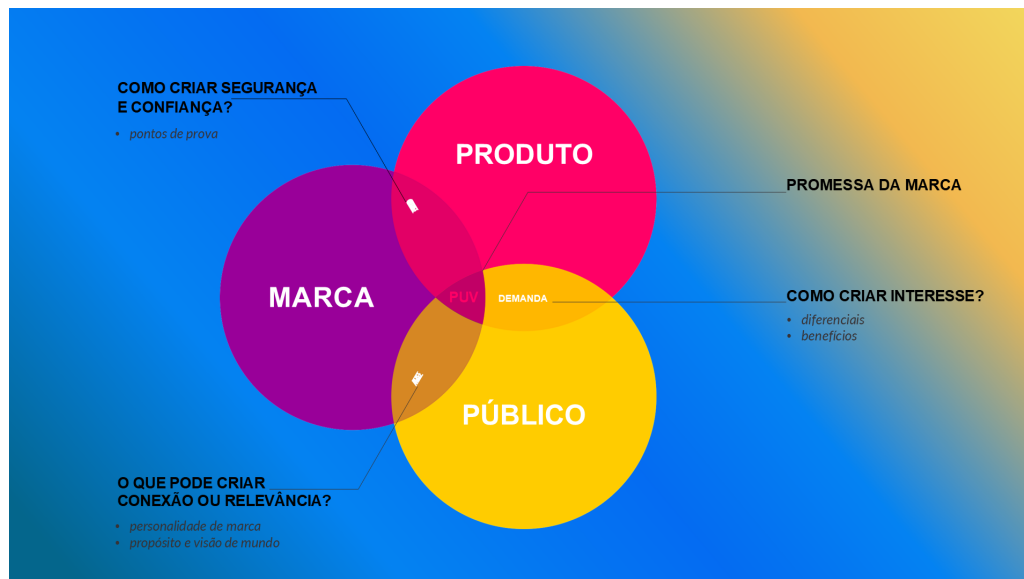 COMO CRIAR SEGURANÇA
E CONFIANÇA?
• pontos de prova
PRODUTO
PROMESSA DA MARCA
MARCA
PUV
DEMANDA
COMO CRIAR INTERESSE?
• diferenciais
• benefícios
PÚBLICO
O QUE PODE CRIAR
CONEXÃO OU RELEVÂNCIA?
• personalidade de marca
• propósito e visão de mundo